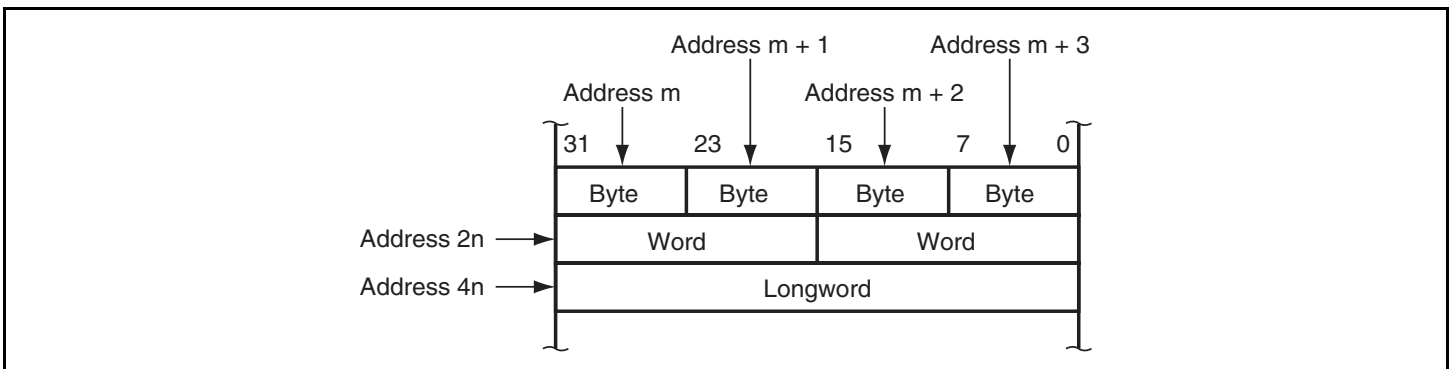 Address m + 1 Address m + 3
Address m Address m + 2
31 23 15 7 0
Byte Byte Byte Byte
Address 2n Word Word
Address 4n Longword